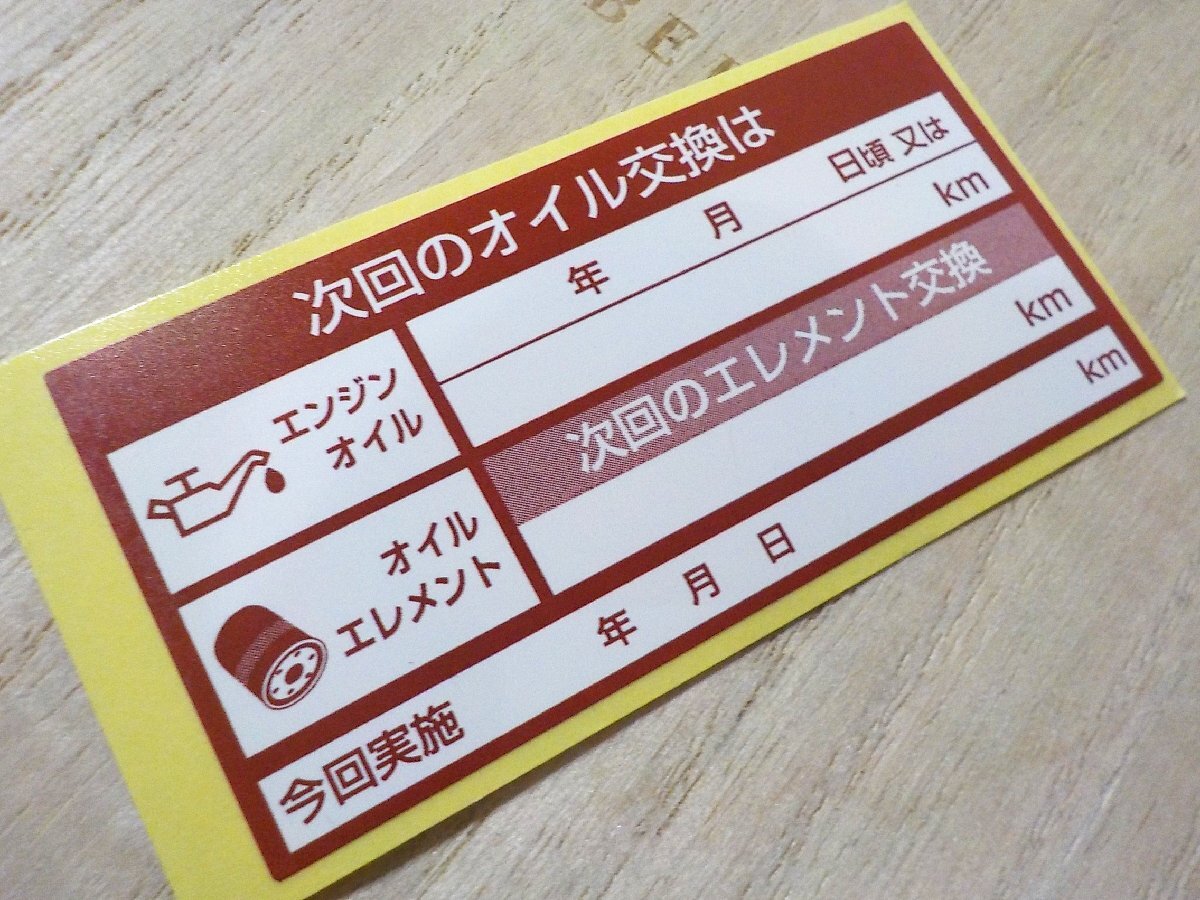 BE
次回のオイル交換は
エンジン
オイル
年 月 日頃 又は
km
オイル
エレメント
次回のエレメント交換
km
今回実施 年 月 日 km